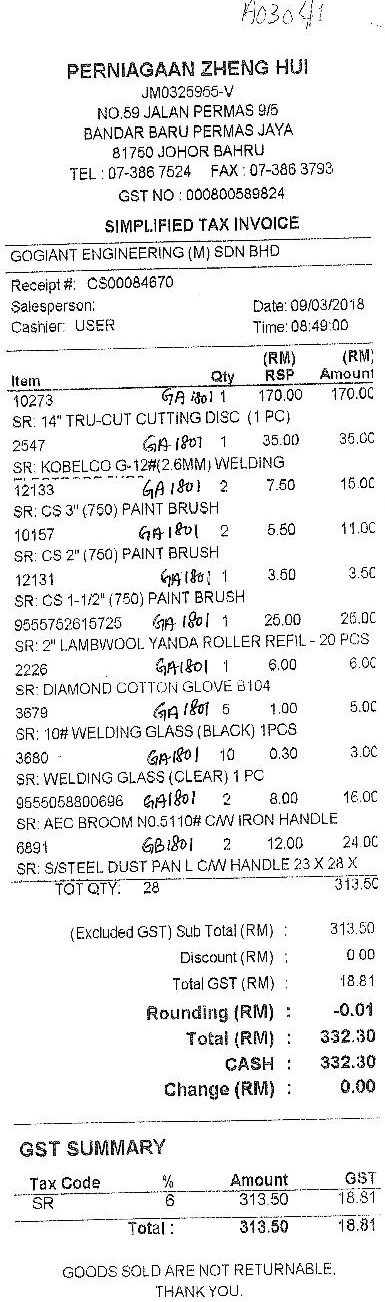 A0304/1
PERNIAGAAN ZHENG HUI
JM0325955-V
NO.59 JALAN PERMAS 9/5
BANDAR BARU PERMAS JAYA
81750 JOHOR BAHRU
TEL : 07-386 7524 FAX : 07-386 3793
GST NO : 000800589824
SIMPLIFIED TAX INVOICE
GOGIANT ENGINEERING (M) SDN BHD
Receipt #: CS00084670
Salesperson: Date: 09/03/2018
Cashier: USER Time: 08:49:00
(RM) (RM)
Item Qty RSP Amount
10273 GA1801 1 170.00 170.00
SR: 14" TRU-CUT CUTTING DISC (1 PC)
2547 GA1801 1 35.00 35.00
SR: KOBELCO G-12#(2.6MM) WELDING
12133 GA1801 2 7.50 15.00
SR: CS 3" (750) PAINT BRUSH
10157 GA1801 2 5.50 11.00
SR: CS 2" (750) PAINT BRUSH
12131 GA1801 1 3.50 3.50
SR: CS 1-1/2" (750) PAINT BRUSH
9555752615725 GA1801 1 25.00 25.00
SR: 2" LAMBWOOL YANDA ROLLER REFIL - 20 PCS
2226 GA1801 1 6.00 6.00
SR: DIAMOND COTTON GLOVE B104
3679 GA1801 5 1.00 5.00
SR: 10# WELDING GLASS (BLACK) 1PCS
3680 GA1801 10 0.30 3.00
SR: WELDING GLASS (CLEAR) 1 PC
9555058800696 GA1801 2 8.00 16.00
SR: AEC BROOM N0.5110# C/W IRON HANDLE
6891 GB1801 2 12.00 24.00
SR: S/STEEL DUST PAN L C/W HANDLE 23 X 28 X
TOT QTY: 28 313.50
(Excluded GST) Sub Total (RM) : 313.50
Discount (RM) : 0.00
Total GST (RM) : 18.81
Rounding (RM) : -0.01
Total (RM) : 332.30
CASH : 332.30
Change (RM) : 0.00
GST SUMMARY
Tax Code % Amount GST
SR 6 313.50 18.81
Total : 313.50 18.81
GOODS SOLD ARE NOT RETURNABLE,
THANK YOU.